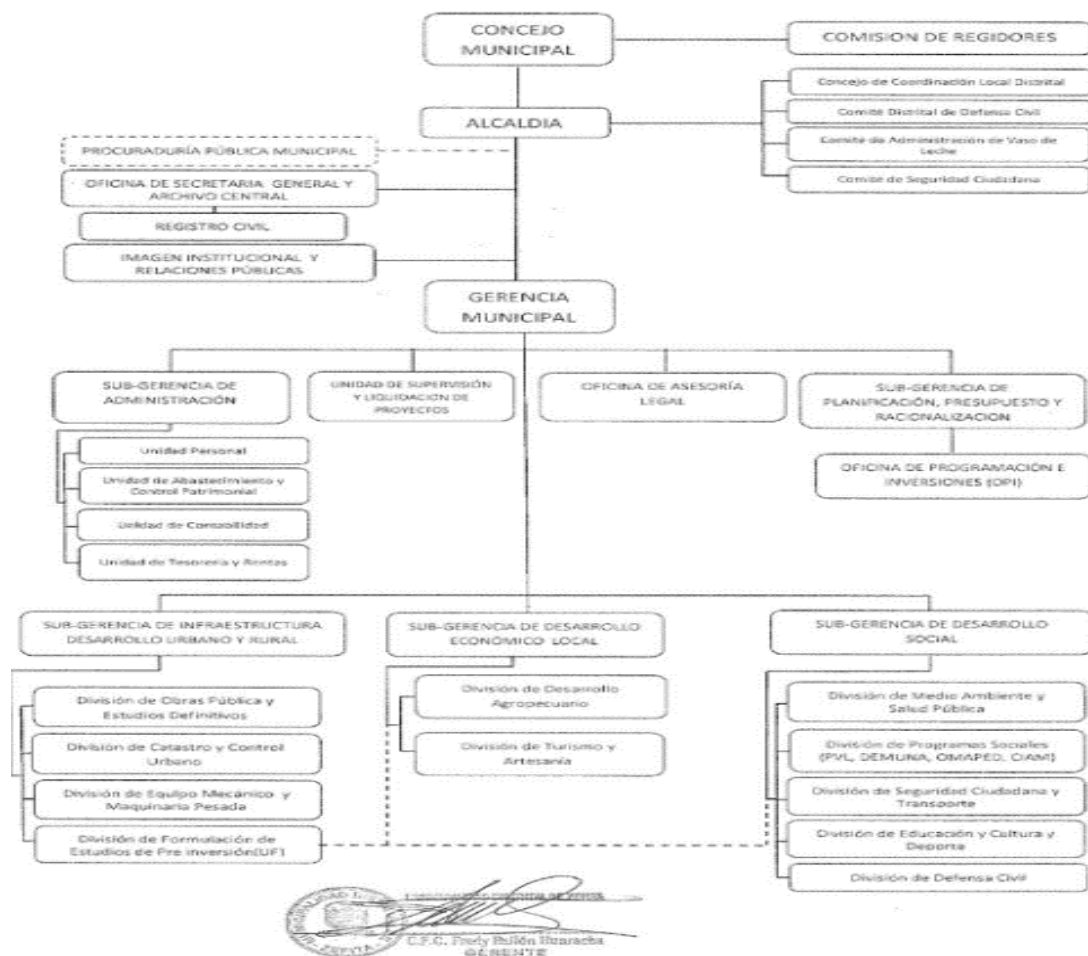 CONCEJO
MUNICIPAL
COMISION DE REGIDORES
Concejo de Coordinación Local Distrital
Comité Distrital de Defensa Civil
Comité de Administración de Vaso de
Leche
Comité de Seguridad Ciudadana
ALCALDIA
PROCURADURÍA PÚBLICA MUNICIPAL
OFICINA DE SECRETARIA GENERAL Y
ARCHIVO CENTRAL
REGISTRO CIVIL
IMAGEN INSTITUCIONAL Y
RELACIONES PÚBLICAS
GERENCIA
MUNICIPAL
SUB-GERENCIA DE
ADMINISTRACIÓN
UNIDAD DE SUPERVISIÓN
Y LIQUIDACIÓN DE
PROYECTOS
OFICINA DE ASESORÍA
LEGAL
SUB-GERENCIA DE
PLANIFICACIÓN, PRESUPUESTO Y
RACIONALIZACION
Unidad Personal
Unidad de Abastecimiento y
Control Patrimonial
Unidad de Contabilidad
Unidad de Tesorería y Rentas
OFICINA DE PROGRAMACIÓN E
INVERSIONES (OPI)
SUB-GERENCIA DE INFRAESTRUCTURA
DESARROLLO URBANO Y RURAL
SUB-GERENCIA DE DESARROLLO
ECONÓMICO LOCAL
SUB-GERENCIA DE DESARROLLO
SOCIAL
División de Obras Pública y
Estudios Definitivos
División de Catastro y Control
Urbano
División de Equipo Mecánico y
Maquinaria Pesada
División de Formulación de
Estudios de Pre inversión(UF)
División de Desarrollo
Agropecuario
División de Turismo y
Artesanía
División de Medio Ambiente y
Salud Pública
División de Programas Sociales
(PVL, DEMUNA, OMAPED, CIAM)
División de Seguridad Ciudadana y
Transporte
División de Educación y Cultura y
Deporte
División de Defensa Civil
C.P.C. Huaracha
GERENTE